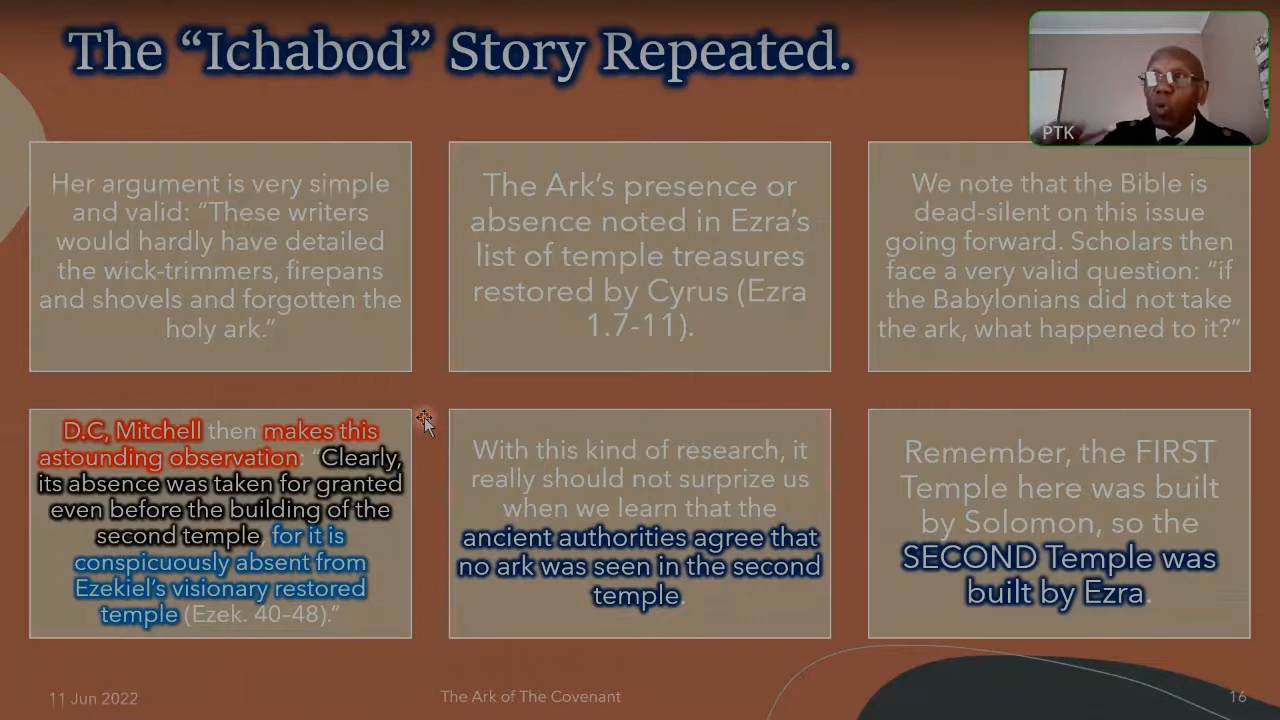 The “Ichabod” Story Repeated.
PTK
Her argument is very simple
and valid: “These writers
would hardly have detailed
the wick-trimmers, firepans
and shovels and forgotten the
holy ark.”
The Ark’s presence or
absence noted in Ezra’s
list of temple treasures
restored by Cyrus (Ezra
1.7-11).
We note that the Bible is
dead-silent on this issue
going forward. Scholars then
face a very valid question: “if
the Babylonians did not take
the ark, what happened to it?”
D.C, Mitchell then makes this
astounding observation: “Clearly,
its absence was taken for granted
even before the building of the
second temple, for it is
conspicuously absent from
Ezekiel’s visionary restored
temple (Ezek. 40–48).”
With this kind of research, it
really should not surprize us
when we learn that the
ancient authorities agree that
no ark was seen in the second
temple.
Remember, the FIRST
Temple here was built
by Solomon, so the
SECOND Temple was
built by Ezra.
11 Jun 2022
The Ark of The Covenant
16